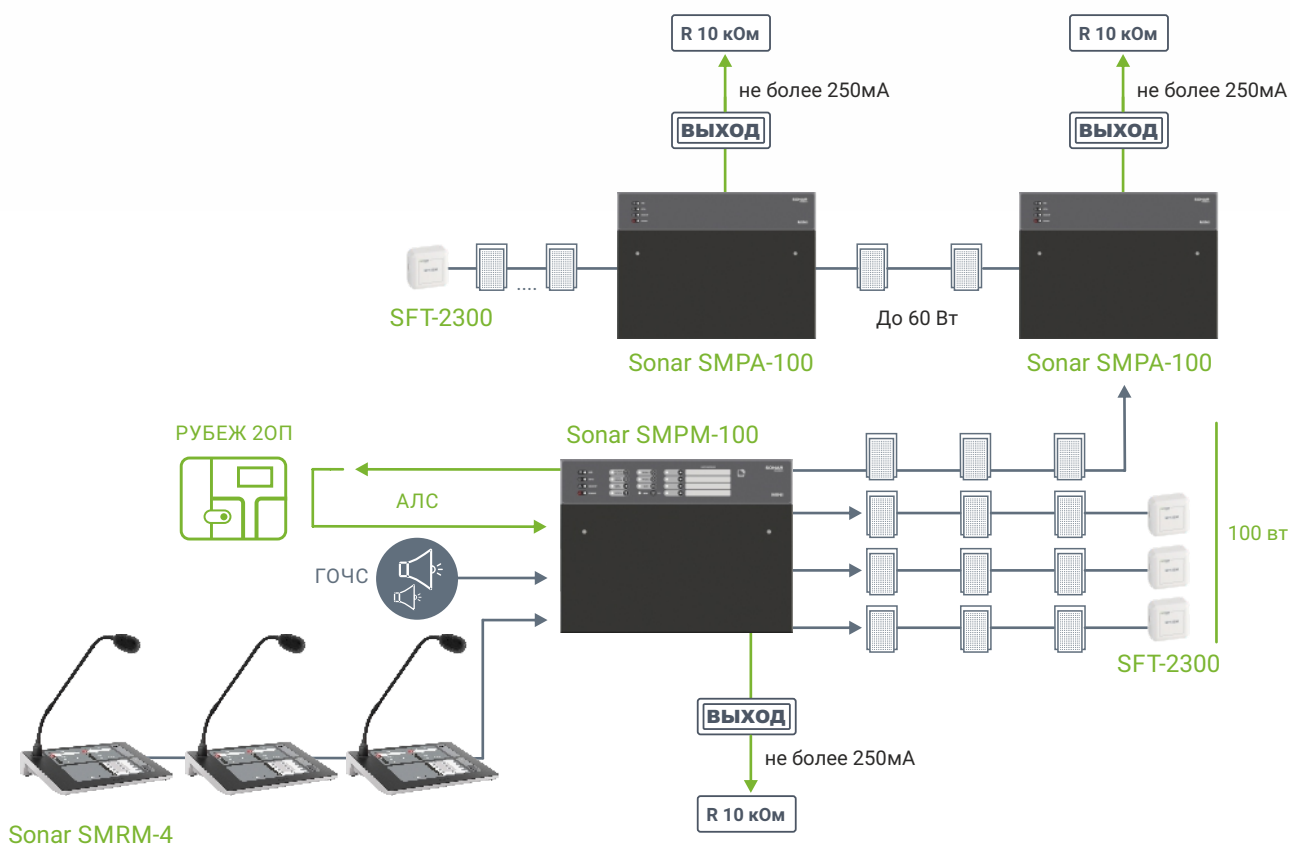 R 10 кОм
R 10 кОм
не более 250мА
не более 250мА
ВЫХОД
ВЫХОД
....
SFT-2300
До 60 Вт
Sonar SMPA-100
Sonar SMPA-100
РУБЕЖ 2ОП
Sonar SMPM-100
АЛС
ГОЧС
100 вт
SFT-2300
ВЫХОД
не более 250мА
R 10 кОм
Sonar SMRM-4